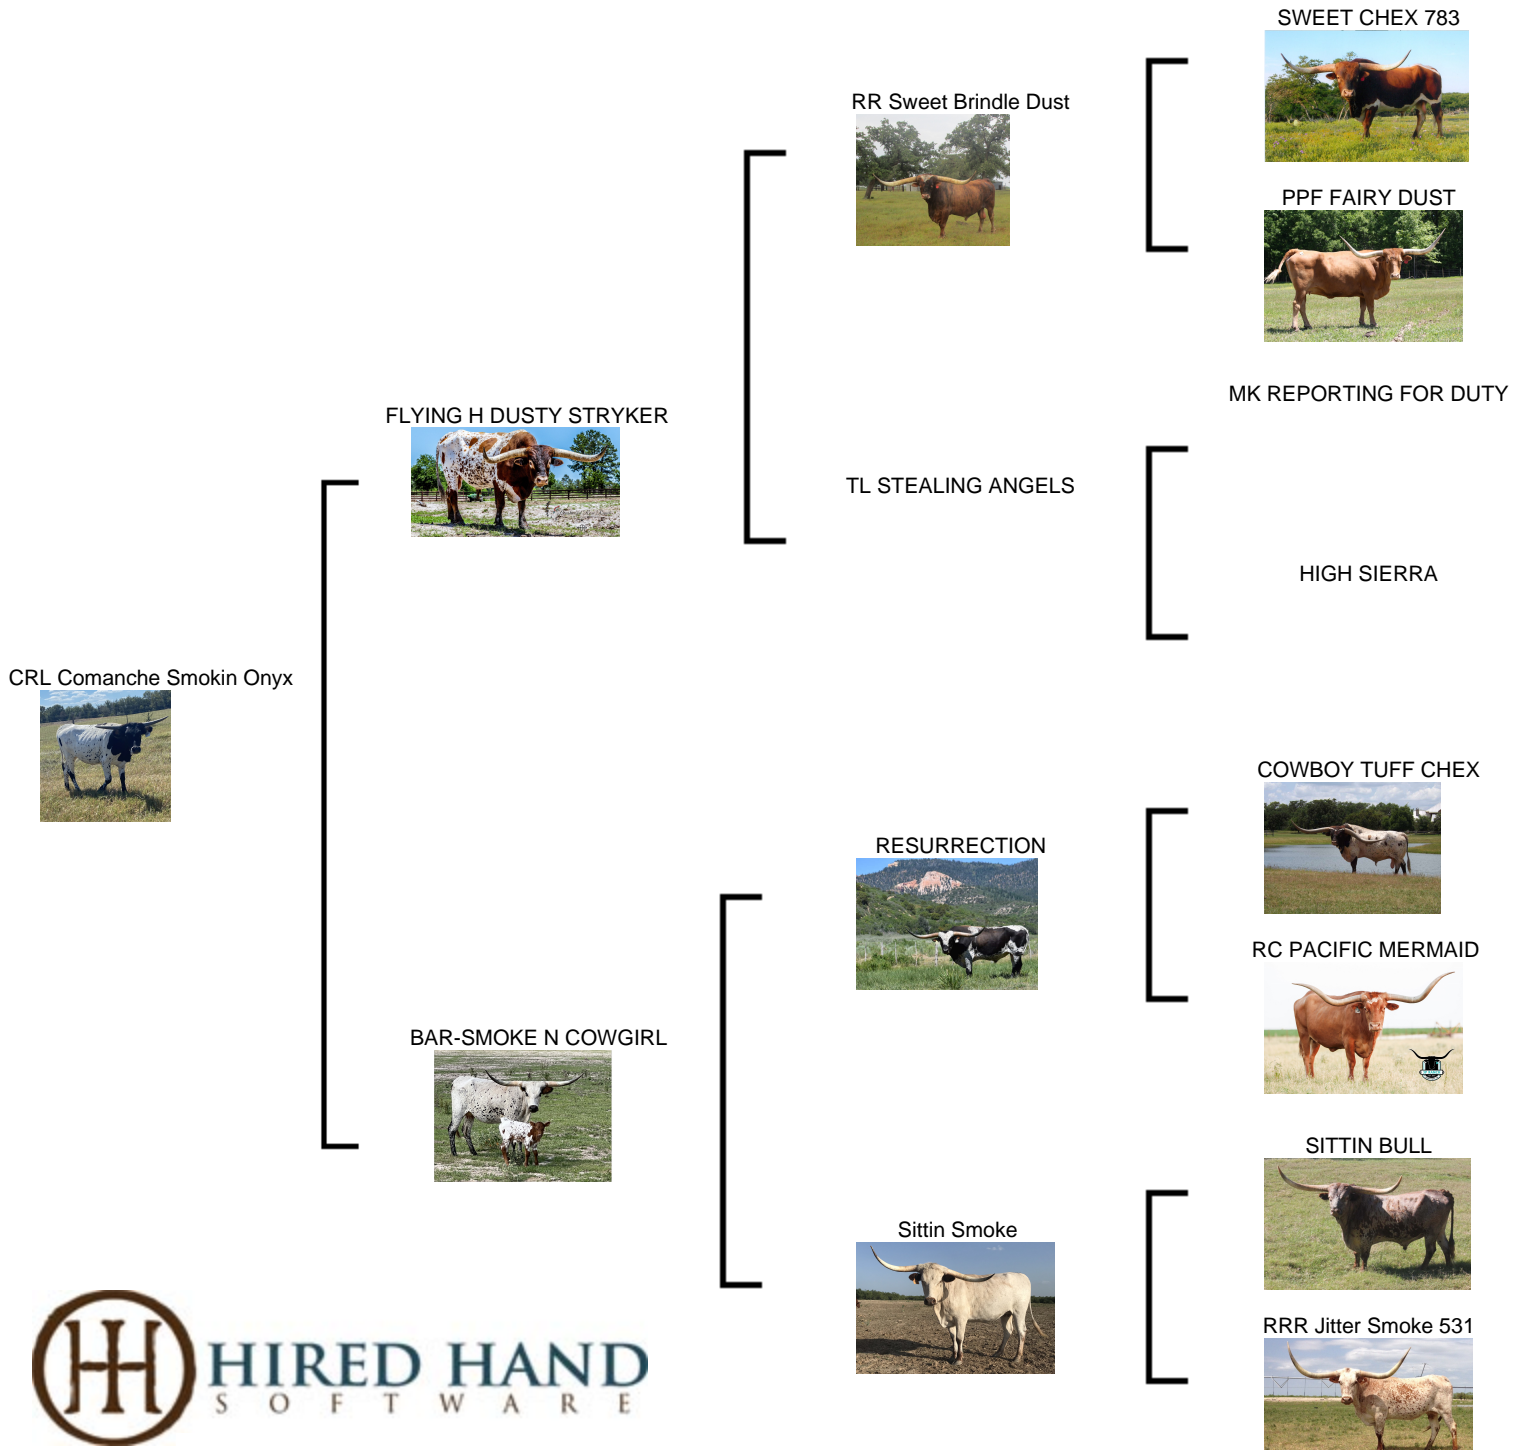 SWEET CHEX 783
RR Sweet Brindle Dust
PPF FAIRY DUST
MK REPORTING FOR DUTY
FLYING H DUSTY STRYKER
TL STEALING ANGELS
HIGH SIERRA
CRL Comanche Smokin Onyx
COWBOY TUFF CHEX
RESURRECTION
RC PACIFIC MERMAID
BAR-SMOKE N COWGIRL
SITTIN BULL
Sittin Smoke
RRR Jitter Smoke 531
HIRED HAND
SOFTWARE